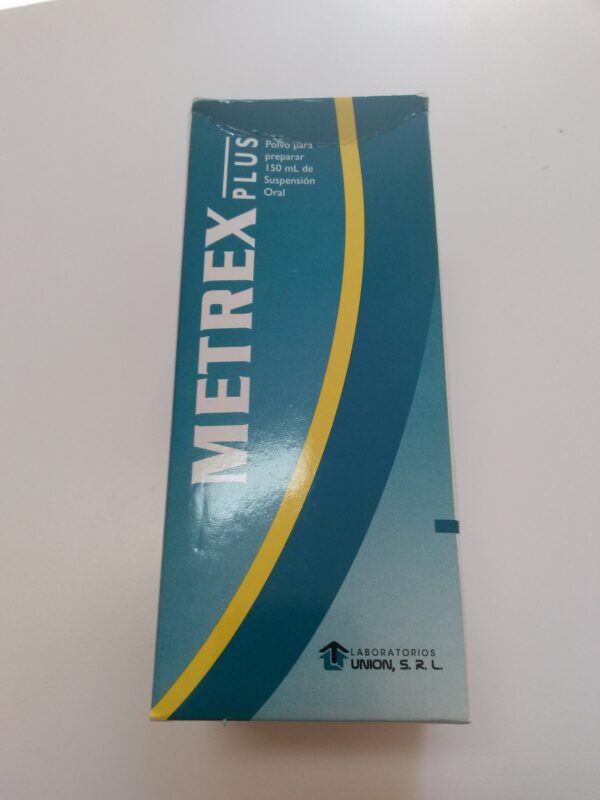 METREX
PLUS
Polvo para
preparar
150 mL de
Suspensión
Oral
LABORATORIOS
UNION, S. R. L.